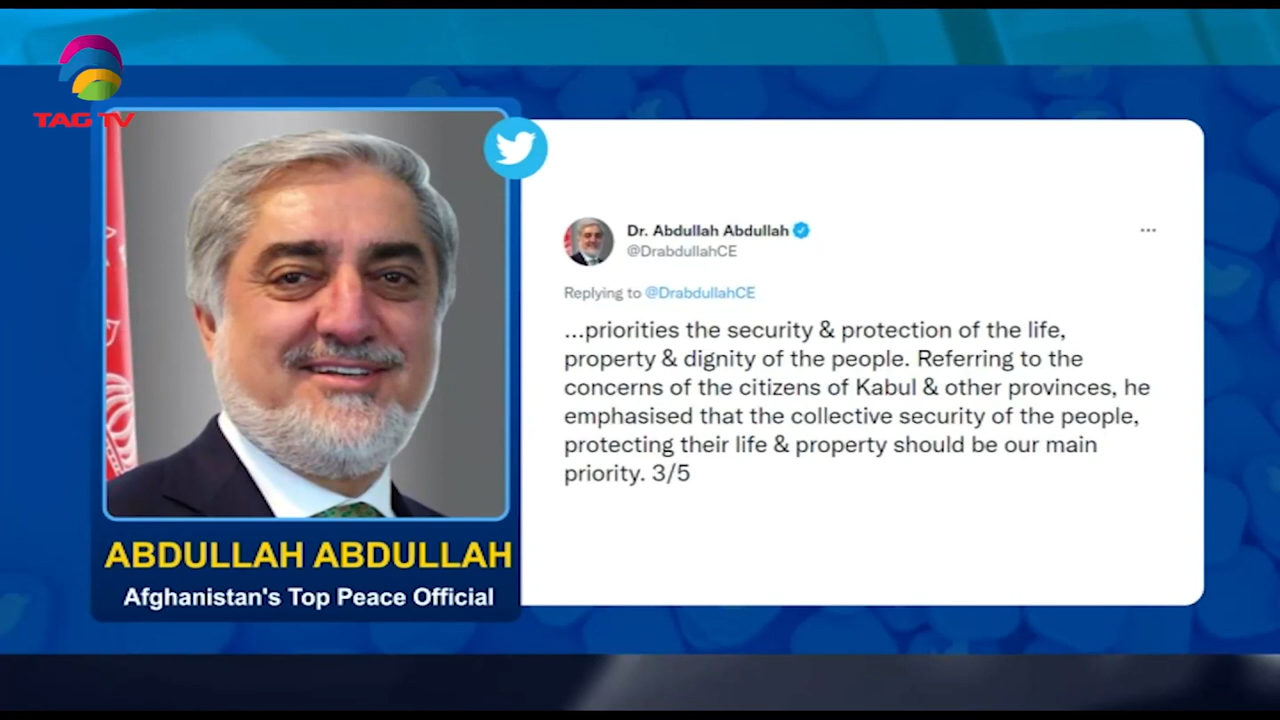 TAG TV
Dr. Abdullah Abdullah
@DrabdullahCE
Replying to @DrabdullahCE
...priorities the security & protection of the life,
property & dignity of the people. Referring to the
concerns of the citizens of Kabul & other provinces, he
emphasised that the collective security of the people,
protecting their life & property should be our main
priority. 3/5
ABDULLAH ABDULLAH
Afghanistan's Top Peace Official